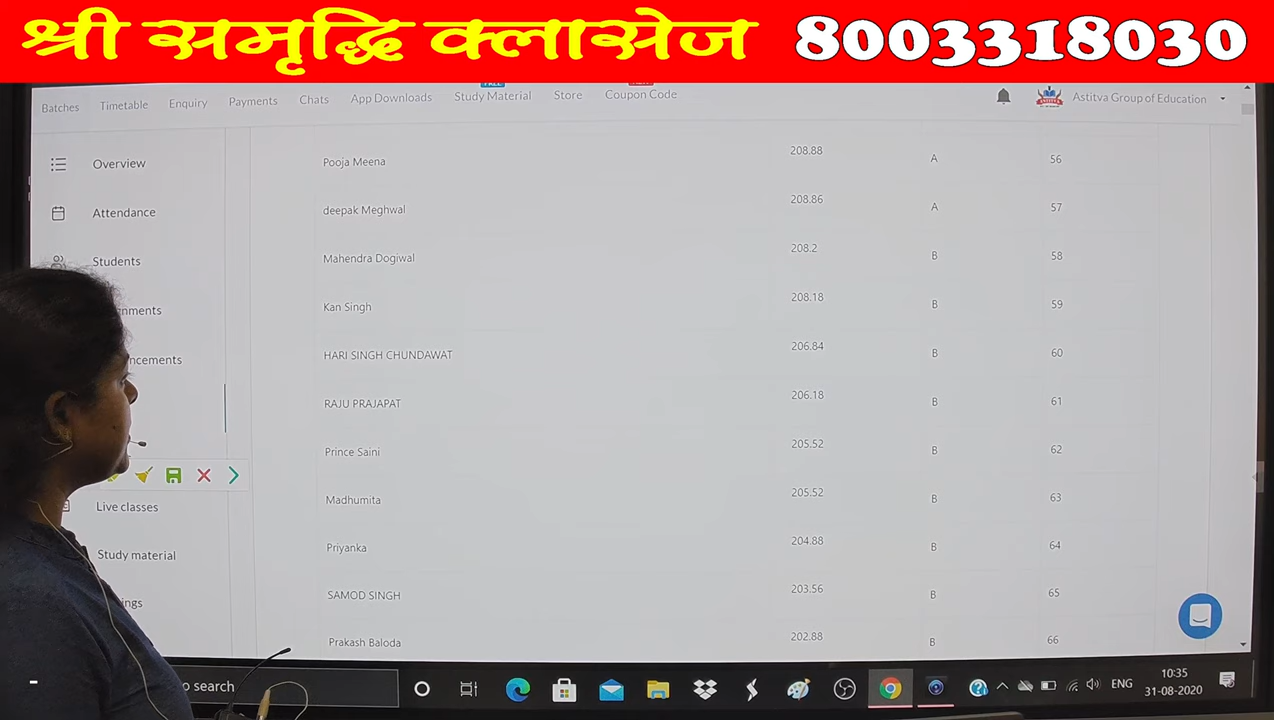 श्री समृद्धि क्लासेज 8003318030
Batches Timetable Enquiry Payments Chats App Downloads Study Material Store Coupon Code Astitva Group of Education
Overview
Attendance
Students
Live classes
Study material
Pooja Meena 208.88 A 56
deepak Meghwal 208.86 A 57
Mahendra Dogiwal 208.2 B 58
Kan Singh 208.18 B 59
HARI SINGH CHUNDAWAT 206.84 B 60
RAJU PRAJAPAT 206.18 B 61
Prince Saini 205.52 B 62
Madhumita 205.52 B 63
Priyanka 204.88 B 64
SAMOD SINGH 203.56 B 65
Prakash Baloda 202.88 B 66
search
ENG
10:35
31-08-2020